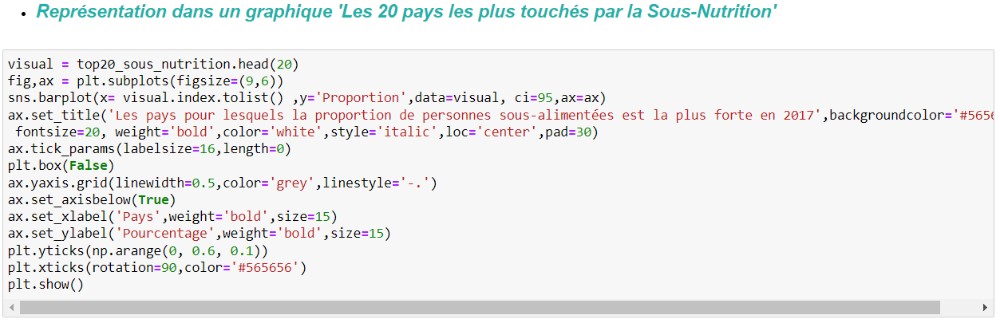 Représentation dans un graphique 'Les 20 pays les plus touchés par la Sous-Nutrition'
visual = top20_sous_nutrition.head(20)
fig,ax = plt.subplots(figsize=(9,6))
sns.barplot(x= visual.index.tolist() ,y='Proportion',data=visual, ci=95,ax=ax)
ax.set_title('Les pays pour lesquels la proportion de personnes sous-alimentées est la plus forte en 2017',backgroundcolor='#565
 fontsize=20, weight='bold',color='white',style='italic',loc='center',pad=30)
ax.tick_params(labelsize=16,length=0)
plt.box(False)
ax.yaxis.grid(linewidth=0.5,color='grey',linestyle='-.')
ax.set_axisbelow(True)
ax.set_xlabel('Pays',weight='bold',size=15)
ax.set_ylabel('Pourcentage',weight='bold',size=15)
plt.yticks(np.arange(0, 0.6, 0.1))
plt.xticks(rotation=90,color='#565656')
plt.show()